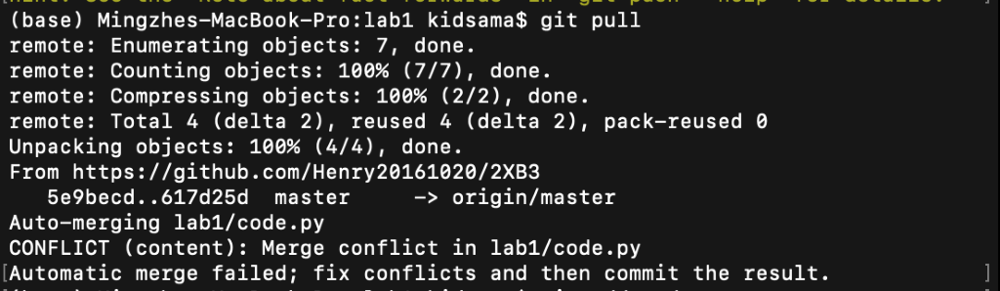 (base) Mingzhes-MacBook-Pro:lab1 kidsama$ git pull
remote: Enumerating objects: 7, done.
remote: Counting objects: 100% (7/7), done.
remote: Compressing objects: 100% (2/2), done.
remote: Total 4 (delta 2), reused 4 (delta 2), pack-reused 0
Unpacking objects: 100% (4/4), done.
From https://github.com/Henry20161020/2XB3
   5e9becd..617d25d  master     -> origin/master
Auto-merging lab1/code.py
CONFLICT (content): Merge conflict in lab1/code.py
[Automatic merge failed; fix conflicts and then commit the result. ]